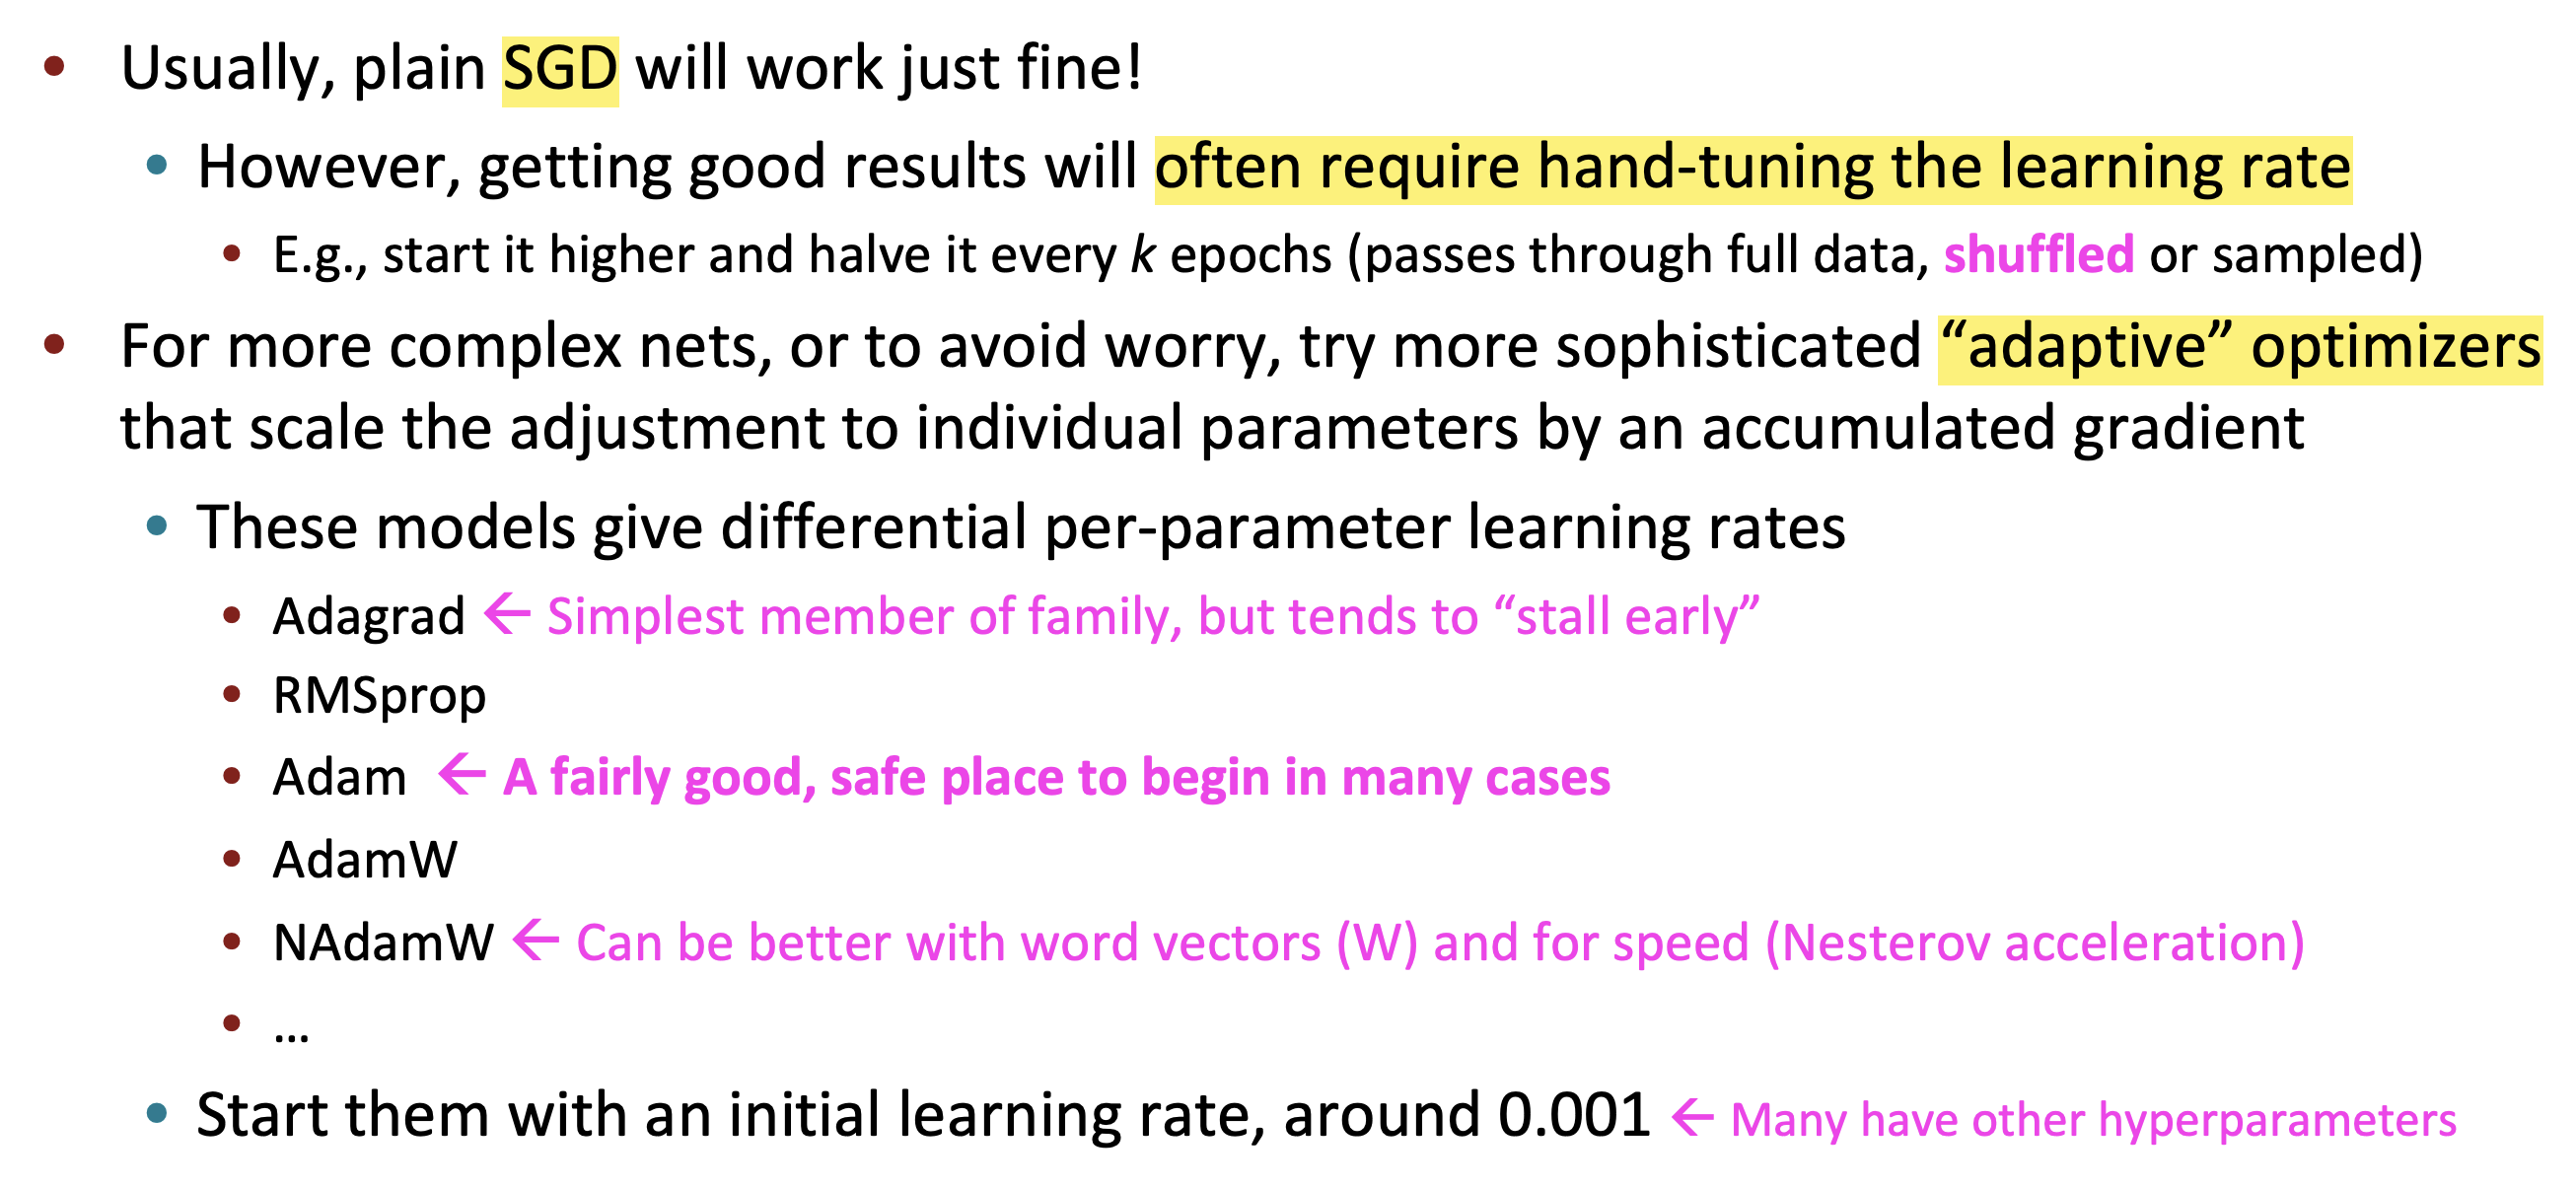 • Usually, plain SGD will work just fine!
• However, getting good results will often require hand-tuning the learning rate
• E.g., start it higher and halve it every k epochs (passes through full data, shuffled or sampled)
• For more complex nets, or to avoid worry, try more sophisticated “adaptive” optimizers
that scale the adjustment to individual parameters by an accumulated gradient
• These models give differential per-parameter learning rates
• Adagrad ← Simplest member of family, but tends to “stall early”
• RMSprop
• Adam ← A fairly good, safe place to begin in many cases
• AdamW
• NAdamW ← Can be better with word vectors (W) and for speed (Nesterov acceleration)
• …
• Start them with an initial learning rate, around 0.001 ← Many have other hyperparameters